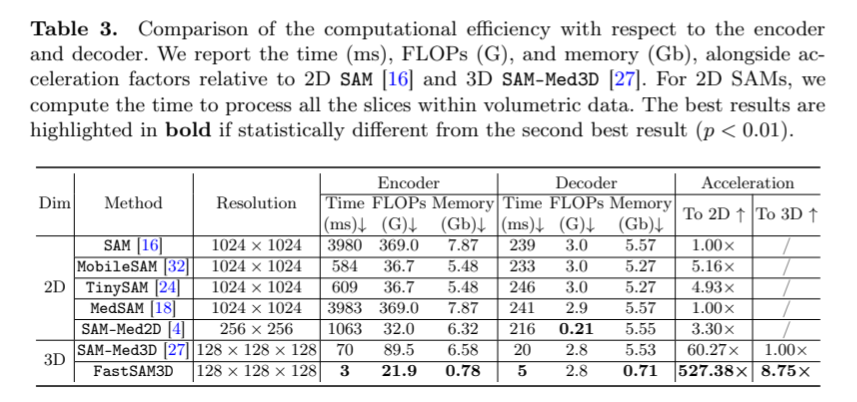 Table 3. Comparison of the computational efficiency with respect to the encoder
and decoder. We report the time (ms), FLOPs (G), and memory (Gb), alongside ac-
celeration factors relative to 2D SAM [16] and 3D SAM-Med3D [27]. For 2D SAMs, we
compute the time to process all the slices within volumetric data. The best results are
highlighted in bold if statistically different from the second best result (p < 0.01).
Dim Method Resolution Encoder Decoder Acceleration
Time FLOPs Memory Time FLOPs Memory To 2D ↑ To 3D ↑
(ms)↓ (G)↓ (Gb)↓ (ms)↓ (G)↓ (Gb)↓
2D
SAM [16] 1024 × 1024 3980 369.0 7.87 239 3.0 5.57 1.00× /
MobileSAM [32] 1024 × 1024 584 36.7 5.48 233 3.0 5.27 5.16× /
TinySAM [24] 1024 × 1024 609 36.7 5.48 246 3.0 5.27 4.93× /
MedSAM [18] 1024 × 1024 3983 369.0 7.87 241 2.9 5.57 1.00× /
SAM-Med2D [4] 256 × 256 1063 32.0 6.32 216 0.21 5.55 3.30× /
3D
SAM-Med3D [27] 128 × 128 × 128 70 89.5 6.58 20 2.8 5.53 60.27× 1.00×
FastSAM3D 128 × 128 × 128 3 21.9 0.78 5 2.8 0.71 527.38× 8.75×